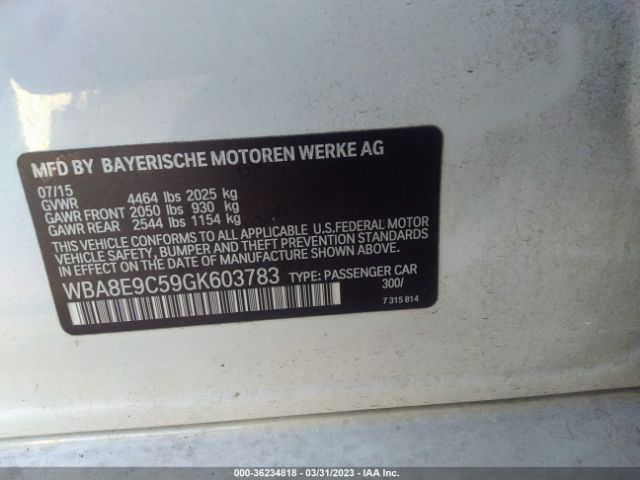 MFD BY BAYERISCHE MOTOREN WERKE AG
07/15
GVWR 4464 lbs 2025 kg
GAWR FRONT 2050 lbs 930 kg
GAWR REAR 2544 lbs 1154 kg
THIS VEHICLE CONFORMS TO ALL APPLICABLE U.S.FEDERAL MOTOR
VEHICLE SAFETY, BUMPER AND THEFT PREVENTION STANDARDS
IN EFFECT ON THE DATE OF MANUFACTURE SHOWN ABOVE.
WBA8E9C59GK603783 TYPE: PASSENGER CAR
300/
7 315 814
000-36234818 - 03/31/2023 - IAA Inc.